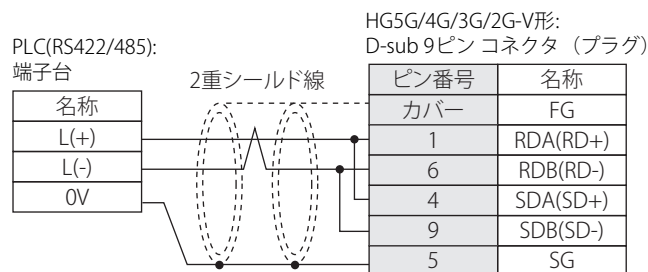 HG5G/4G/3G/2G-V形:
D-sub 9ピン コネクタ（プラグ）
PLC(RS422/485):
端子台
2重シールド線
名称
L(+)
L(-)
0V
ピン番号 名称
カバー FG
1 RDA(RD+)
6 RDB(RD-)
4 SDA(SD+)
9 SDB(SD-)
5 SG